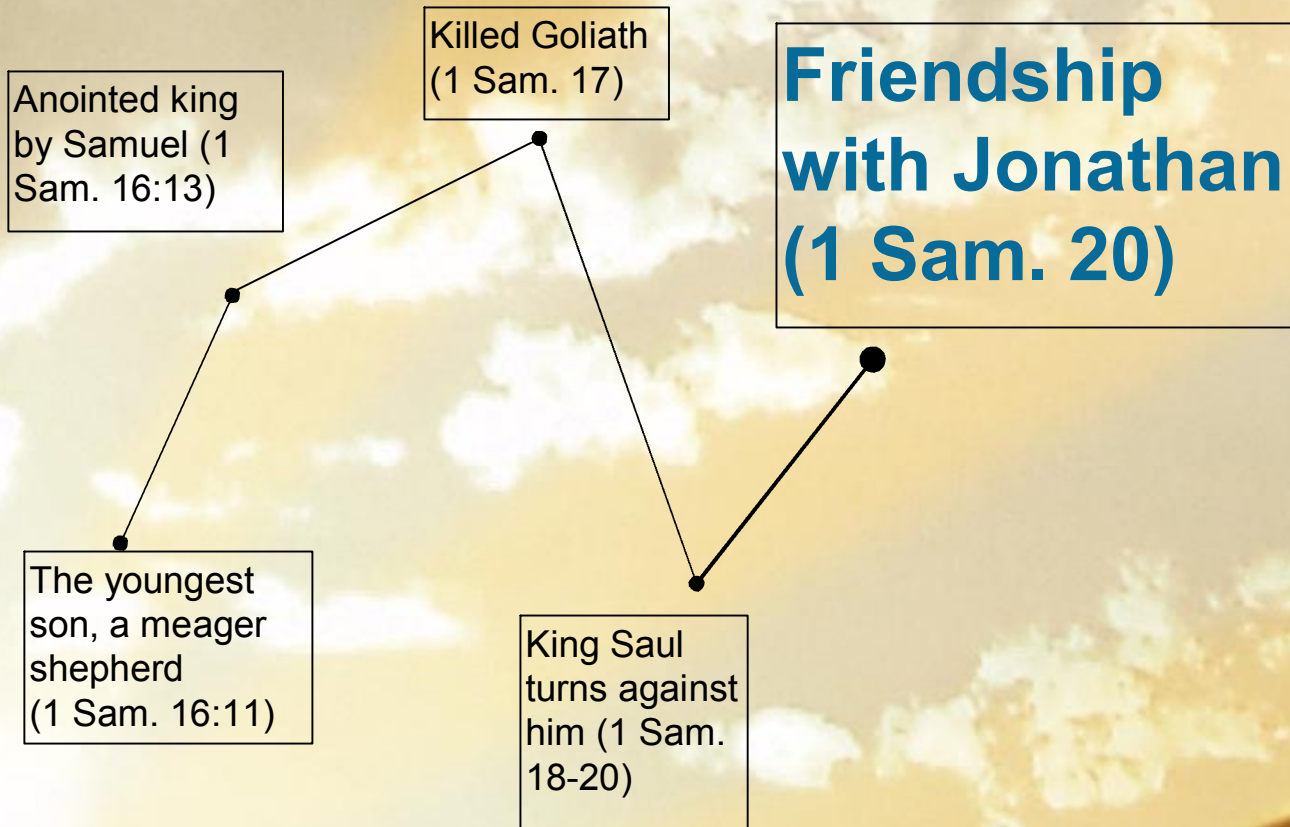 The youngest
son, a meager
shepherd
(1 Sam. 16:11)
Anointed king
by Samuel (1
Sam. 16:13)
Killed Goliath
(1 Sam. 17)
King Saul
turns against
him (1 Sam.
18-20)
Friendship
with Jonathan
(1 Sam. 20)